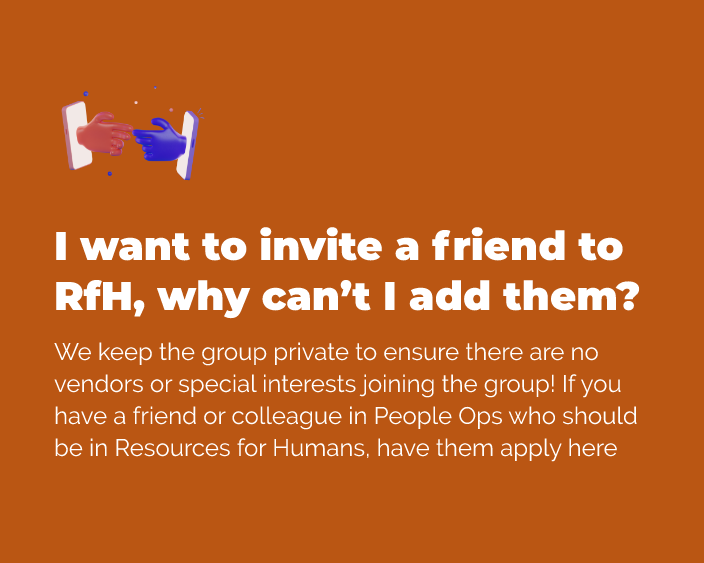 I want to invite a friend to
RfH, why can’t I add them?
We keep the group private to ensure there are no
vendors or special interests joining the group! If you
have a friend or colleague in People Ops who should
be in Resources for Humans, have them apply here